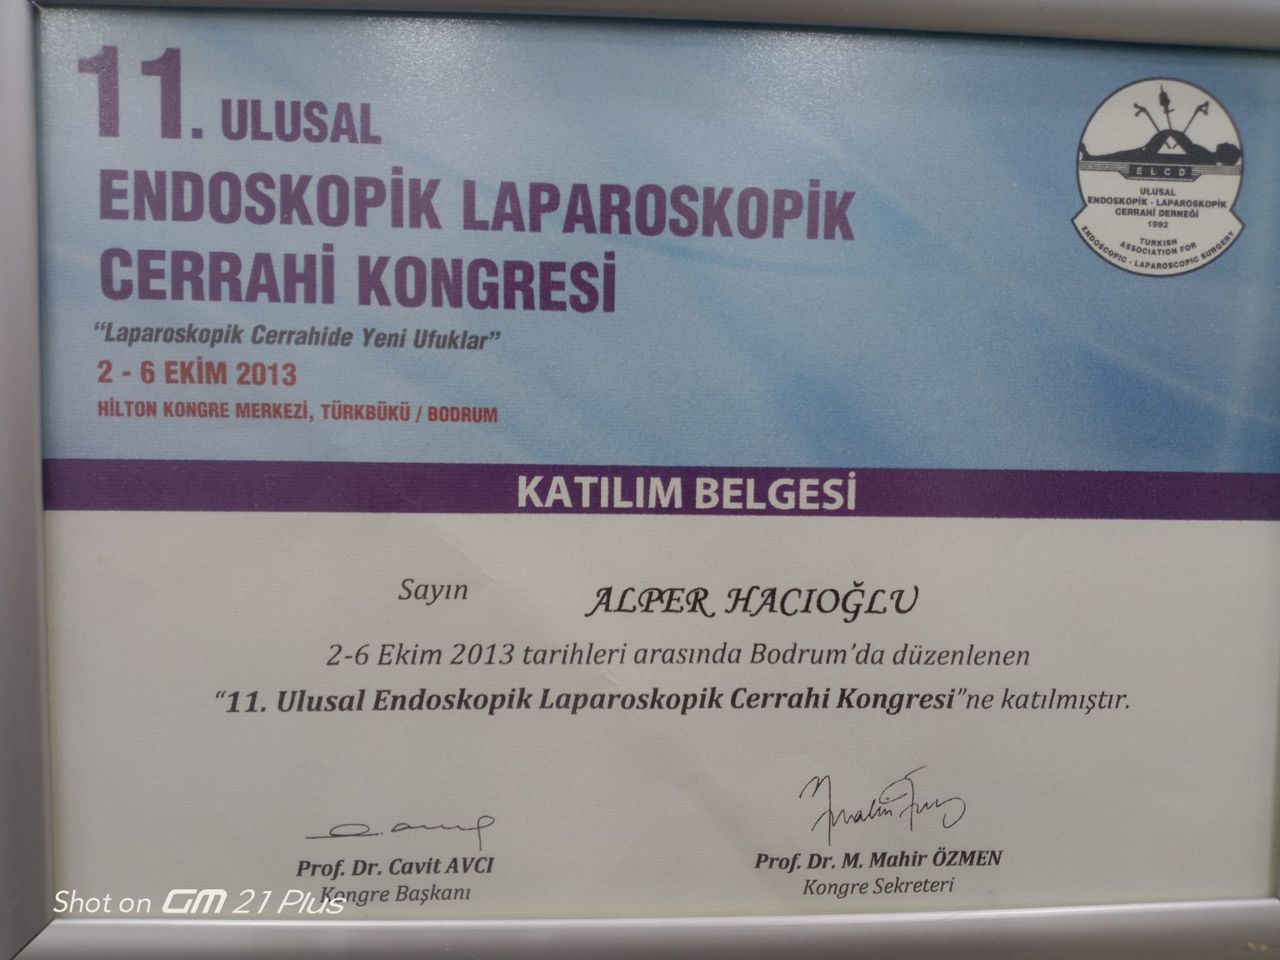 11. ULUSAL
ENDOSKOPİK LAPAROSKOPİK
CERRAHİ KONGRESİ
“Laparoskopik Cerrahide Yeni Ufuklar”
2 - 6 EKİM 2013
HİLTON KONGRE MERKEZİ, TÜRKBÜKÜ / BODRUM
E L C D
ULUSAL
ENDOSKOPİK - LAPAROSKOPİK
CERRAHİ DERNEĞİ
1992
TURKISH
ASSOCIATION FOR
ENDOSCOPIC - LAPAROSCOPIC SURGERY
KATILIM BELGESİ
Sayın ALPER HACIOĞLU
2-6 Ekim 2013 tarihleri arasında Bodrum’da düzenlenen
“11. Ulusal Endoskopik Laparoskopik Cerrahi Kongresi”ne katılmıştır.
Prof. Dr. Cavit AVCI
Kongre Başkanı
Prof. Dr. M. Mahir ÖZMEN
Kongre Sekreteri
Shot on GM 21 Plus